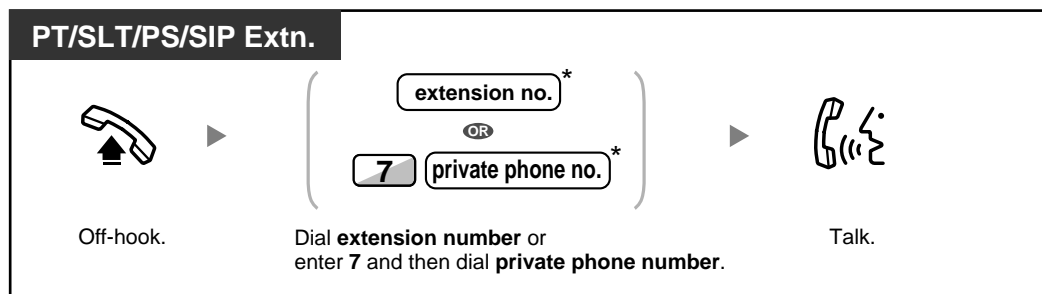 PT/SLT/PS/SIP Extn.
extension no.*
OR
7 private phone no.*
Off-hook.
Dial extension number or
enter 7 and then dial private phone number.
Talk.